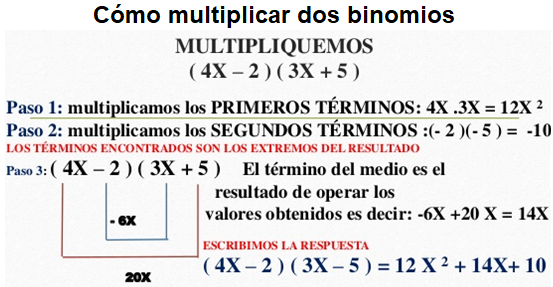 Cómo multiplicar dos binomios
MULTIPLIQUEMOS
( 4X – 2 ) ( 3X + 5 )
Paso 1: multiplicamos los PRIMEROS TÉRMINOS: 4X .3X = 12X ²
Paso 2: multiplicamos los SEGUNDOS TÉRMINOS :(- 2 )(- 5 ) = -10
LOS TÉRMINOS ENCONTRADOS SON LOS EXTREMOS DEL RESULTADO
Paso 3: ( 4X – 2 ) ( 3X + 5 ) El término del medio es el
resultado de operar los
valores obtenidos es decir: -6X +20 X = 14X
- 6X
ESCRIBIMOS LA RESPUESTA
( 4X – 2 ) ( 3X – 5 ) = 12 X ² + 14X+ 10
20X